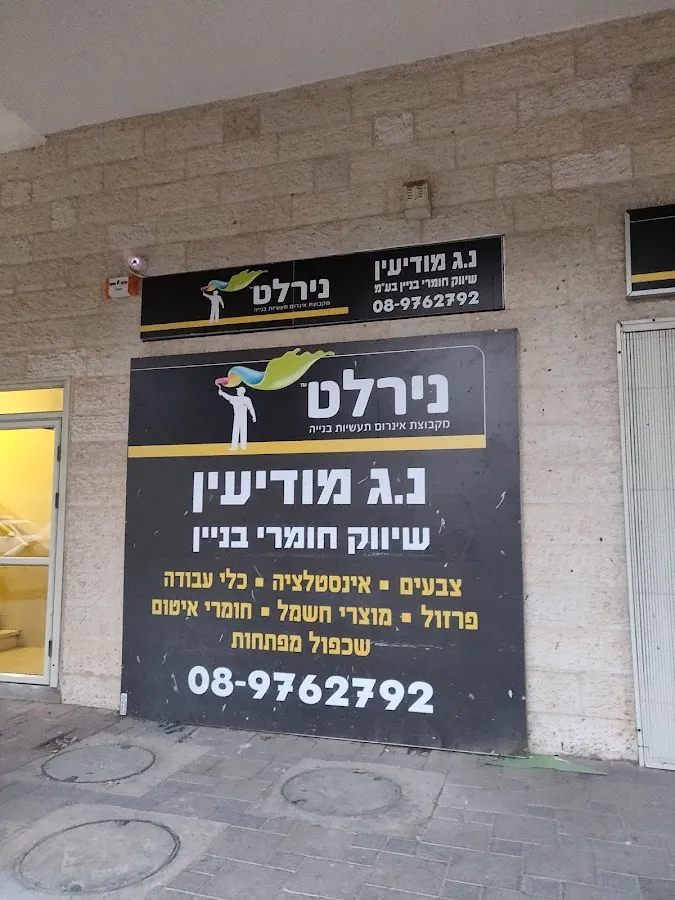 נירלט
מקבוצת אינרום תעשיות בנייה
נ.ג מודיעין
שיווק חומרי בניין בע"מ
08-9762792
נירלט™
מקבוצת אינרום תעשיות בנייה
נ.ג מודיעין
שיווק חומרי בניין
צבעים ▪ אינסטלציה ▪ כלי עבודה
פרזול ▪ מוצרי חשמל ▪ חומרי איטום
שכפול מפתחות
08-9762792